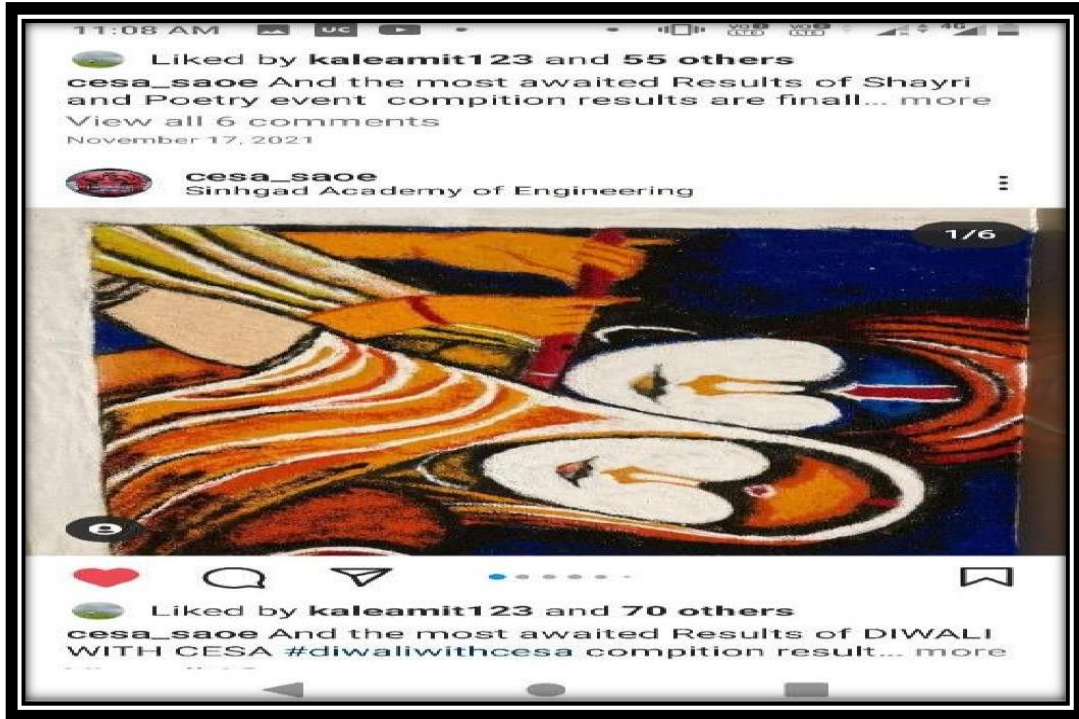 11:08 AM UC 4G
Liked by kaleamit123 and 55 others
cesa_saoe And the most awaited Results of Shayri
and Poetry event compition results are finall... more
View all 6 comments
November 17, 2021
cesa_saoe
Sinhgad Academy of Engineering
1/6
Liked by kaleamit123 and 70 others
cesa_saoe And the most awaited Results of DIWALI
WITH CESA #diwaliwithcesa compition result... more